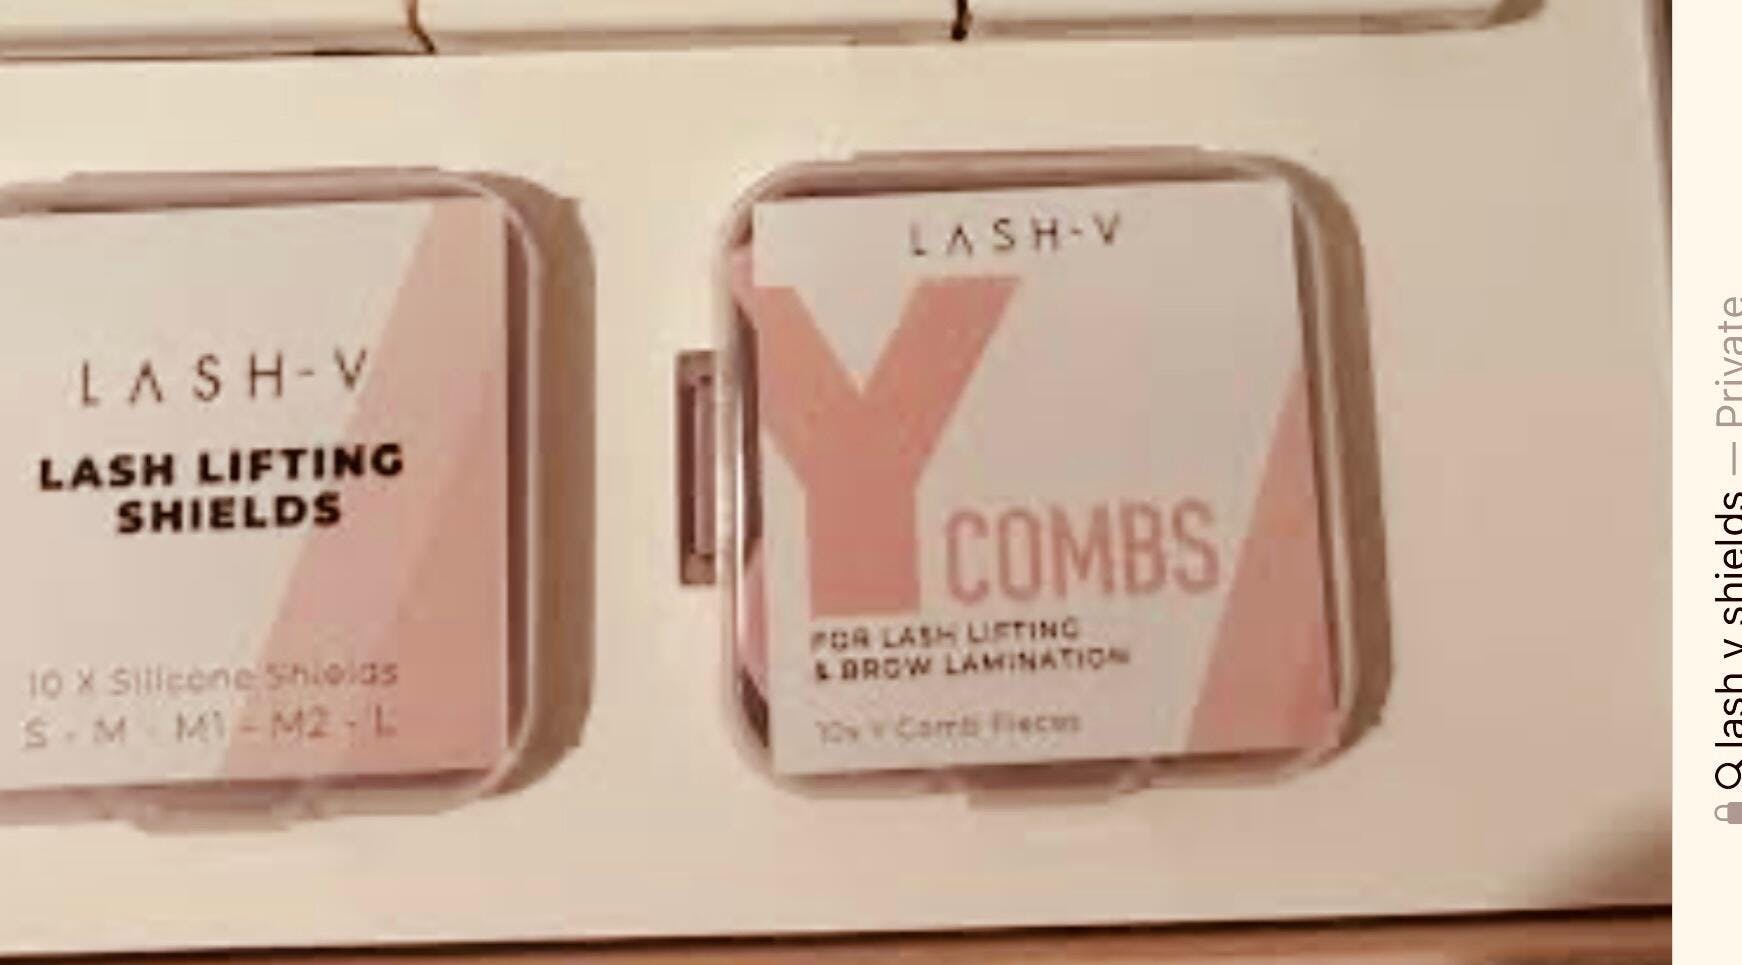 LASH-V
LASH LIFTING
SHIELDS
10 X Silicone Shields
S - M - M1 - M2 - L
LASH-V
Y COMBS
FOR LASH LIFTING
& BROW LAMINATION
10x Y Comb Pieces
lash v shields — Private